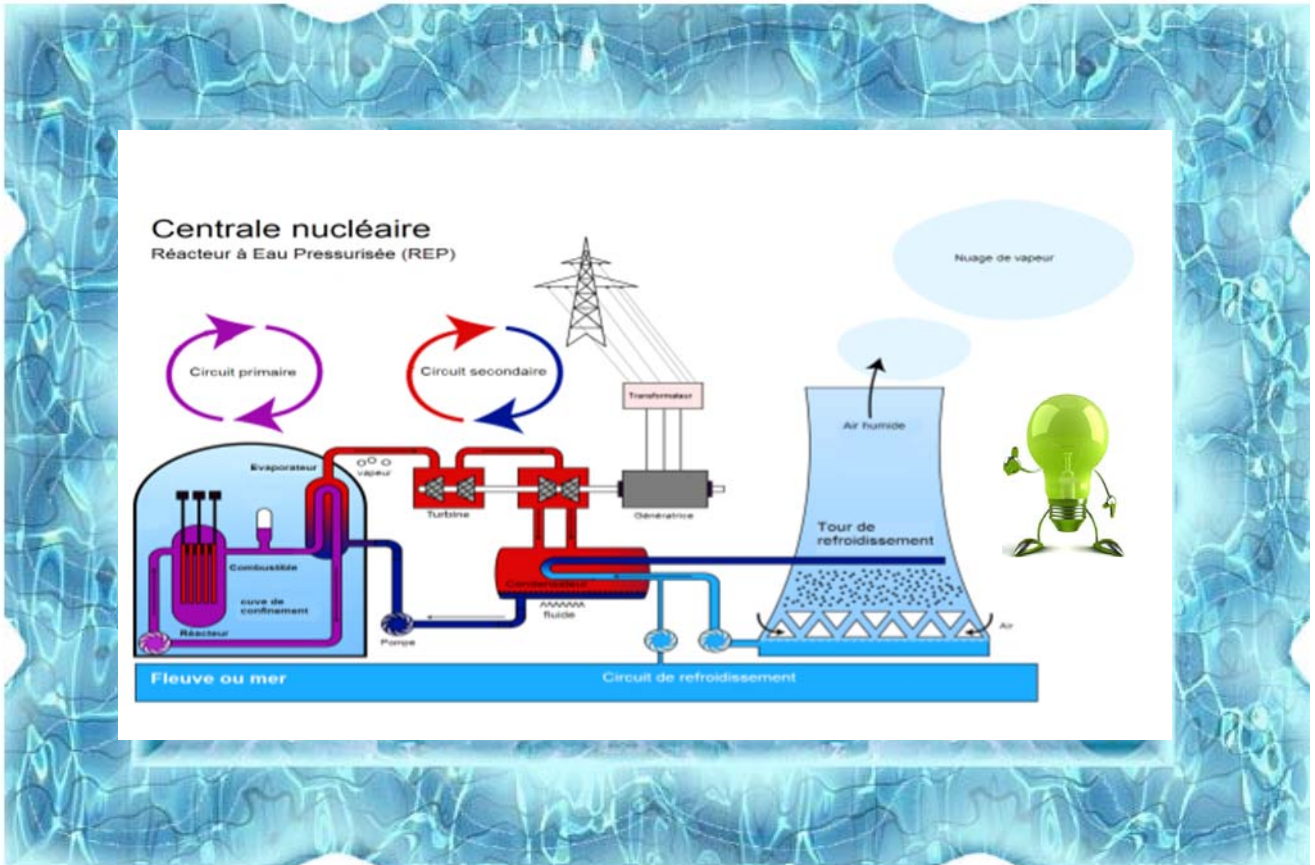 Centrale nucléaire
Réacteur à Eau Pressurisée (REP)
Nuage de vapeur
Circuit primaire
Circuit secondaire
Transformateur
Air humide
Evaporateur
vapeur
Turbine
Génératrice
Tour de
refroidissement
Combustible
Condensateur
cuve de
confinement
fluide
Réacteur
Pompe
Air
Fleuve ou mer
Circuit de refroidissement